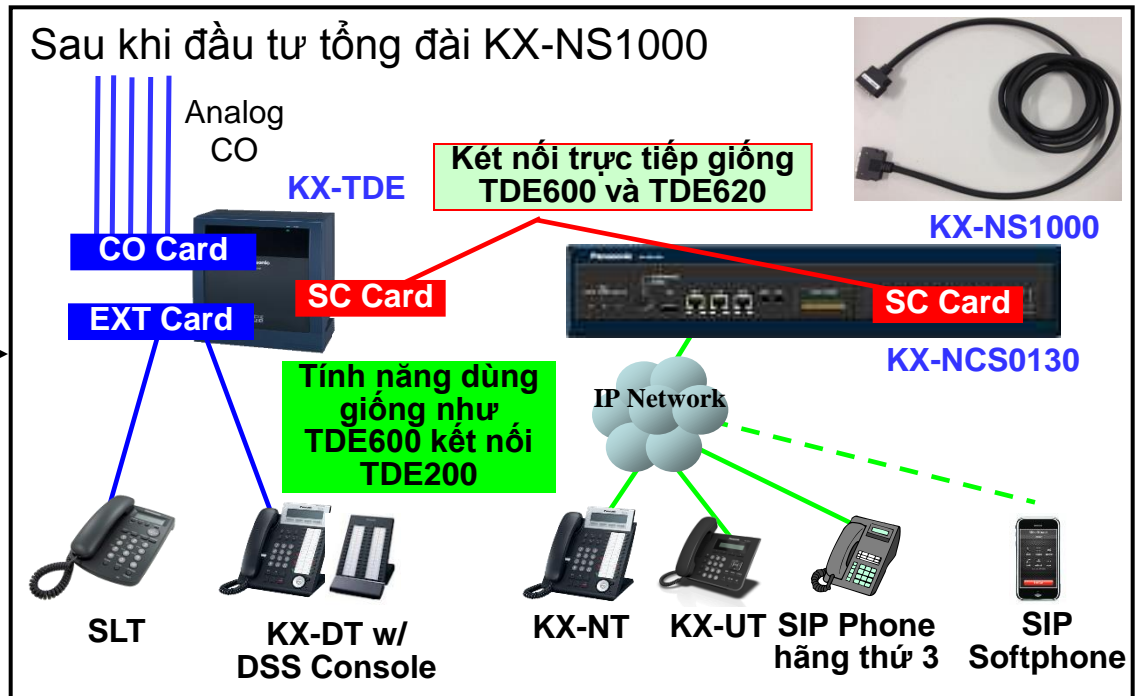 Sau khi đầu tư tổng đài KX-NS1000
Analog
CO
KX-TDE
Két nối trực tiếp giống
TDE600 và TDE620
KX-NS1000
CO Card
SC Card
EXT Card
Panasonic
SC Card
KX-NCS0130
Tính năng dùng
giống như
TDE600 kết nối
TDE200
IP Network
SLT
KX-DT w/
DSS Console
KX-NT
KX-UT
SIP Phone
hãng thứ 3
SIP
Softphone